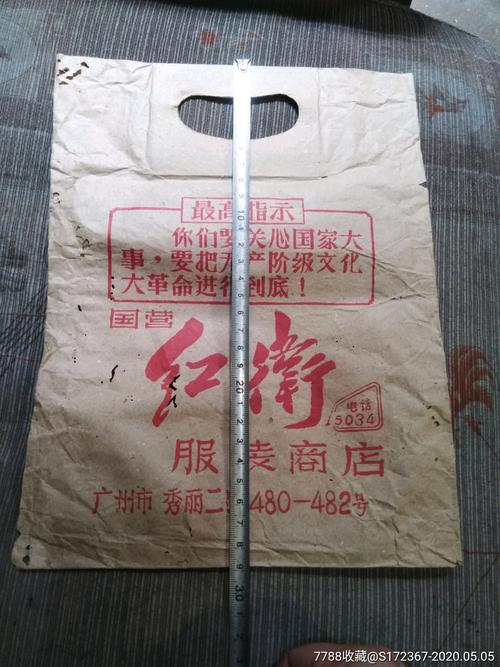 最高指示
你们要关心国家大
事，要把无产阶级文化
大革命进行到底！
国营
红衛
电话
5034
服装商店
广州市 秀丽二 480—482号
7788收藏@S172367-2020.05.05